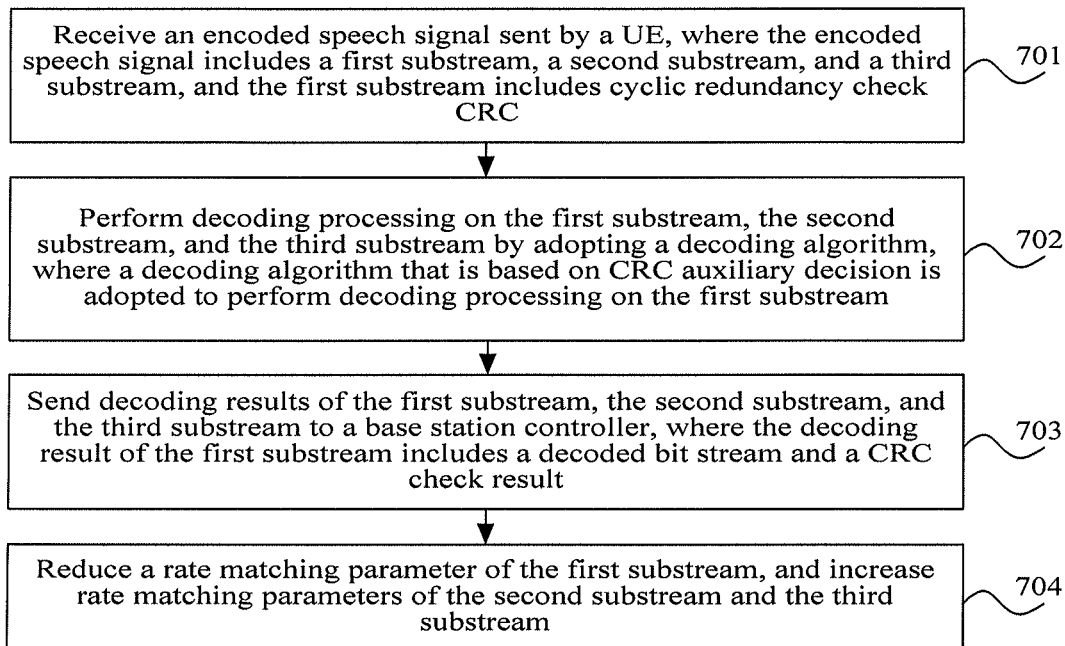 Receive an encoded speech signal sent by a UE, where the encoded
speech signal includes a first substream, a second substream, and a third
substream, and the first substream includes cyclic redundancy check
CRC
701
Perform decoding processing on the first substream, the second
substream, and the third substream by adopting a decoding algorithm,
where a decoding algorithm that is based on CRC auxiliary decision is
adopted to perform decoding processing on the first substream
702
Send decoding results of the first substream, the second substream, and
the third substream to a base station controller, where the decoding
result of the first substream includes a decoded bit stream and a CRC
check result
703
Reduce a rate matching parameter of the first substream, and increase
rate matching parameters of the second substream and the third
substream
704